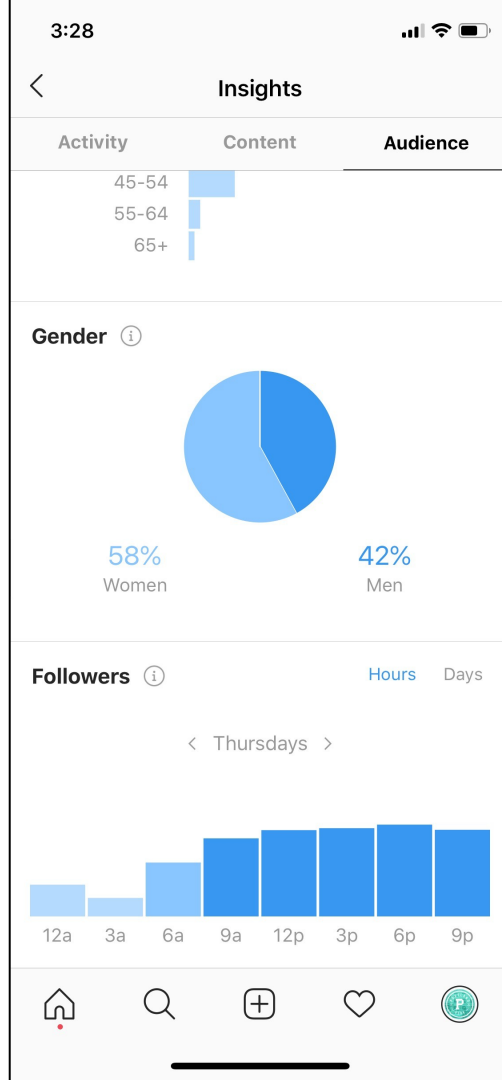 3:28
Insights
Activity Content Audience
45-54
55-64
65+
Gender
58% 42%
Women Men
Followers Hours Days
Thursdays
12a 3a 6a 9a 12p 3p 6p 9p
P